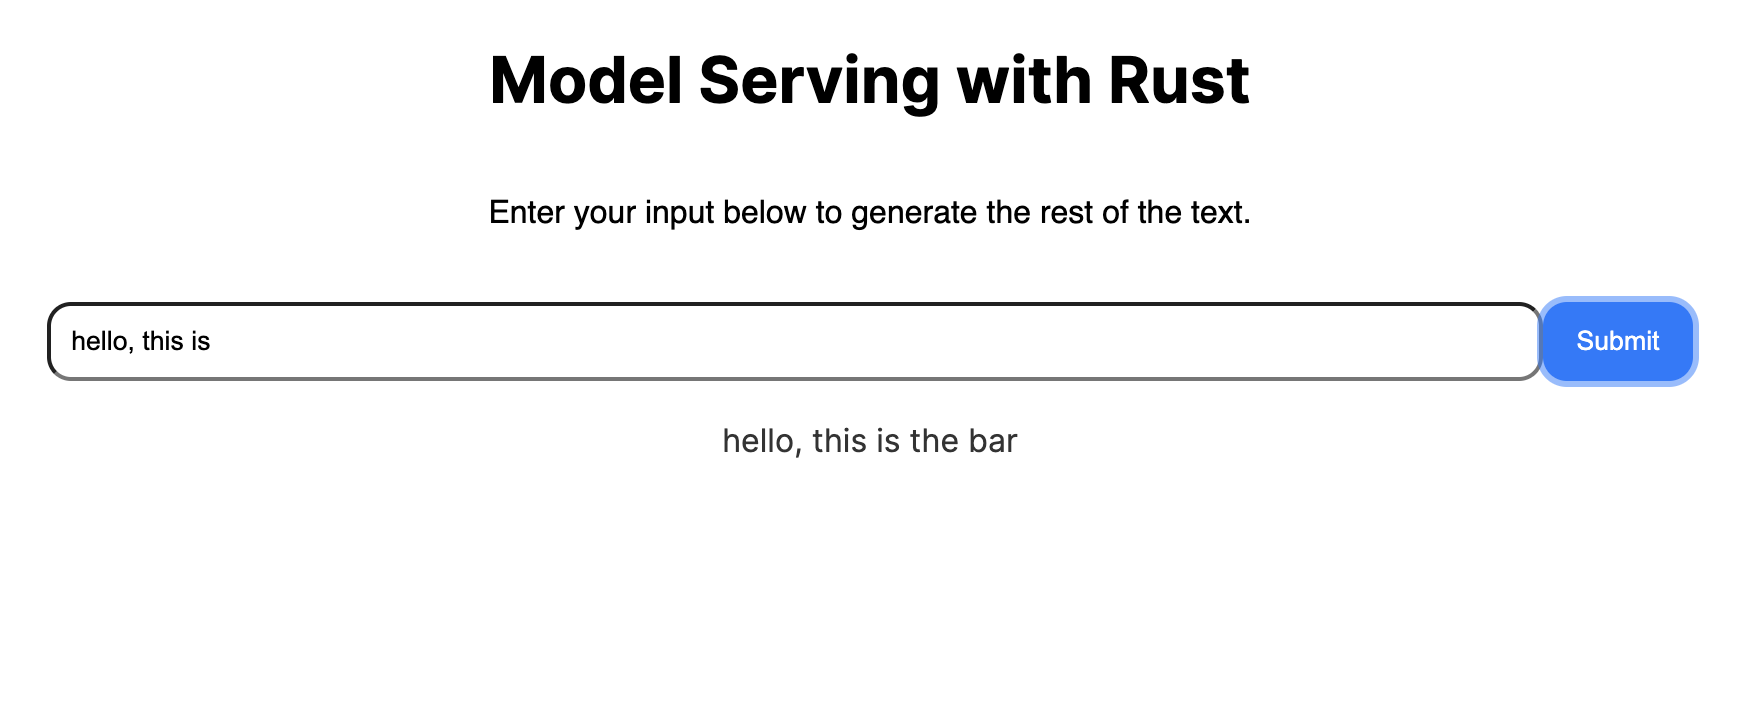 Model Serving with Rust
Enter your input below to generate the rest of the text.
hello, this is
Submit
hello, this is the bar